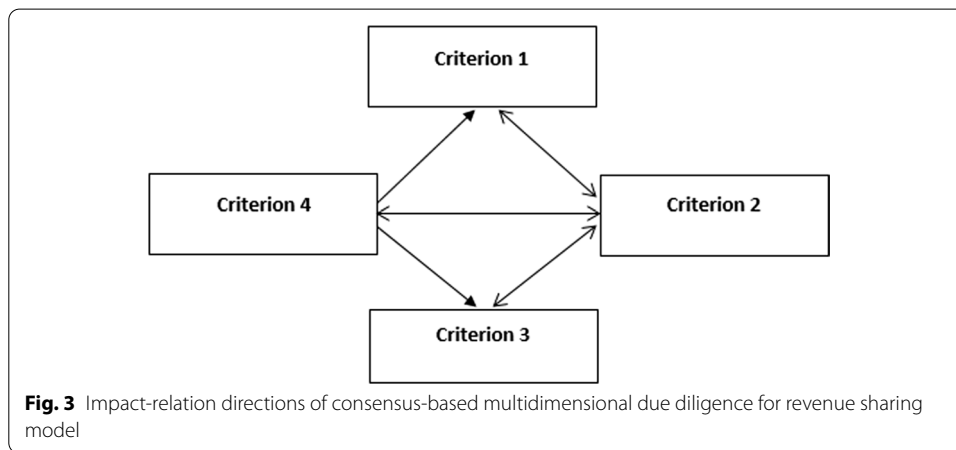 Criterion 1
Criterion 4
Criterion 2
Criterion 3
Fig. 3 Impact-relation directions of consensus-based multidimensional due diligence for revenue sharing
model